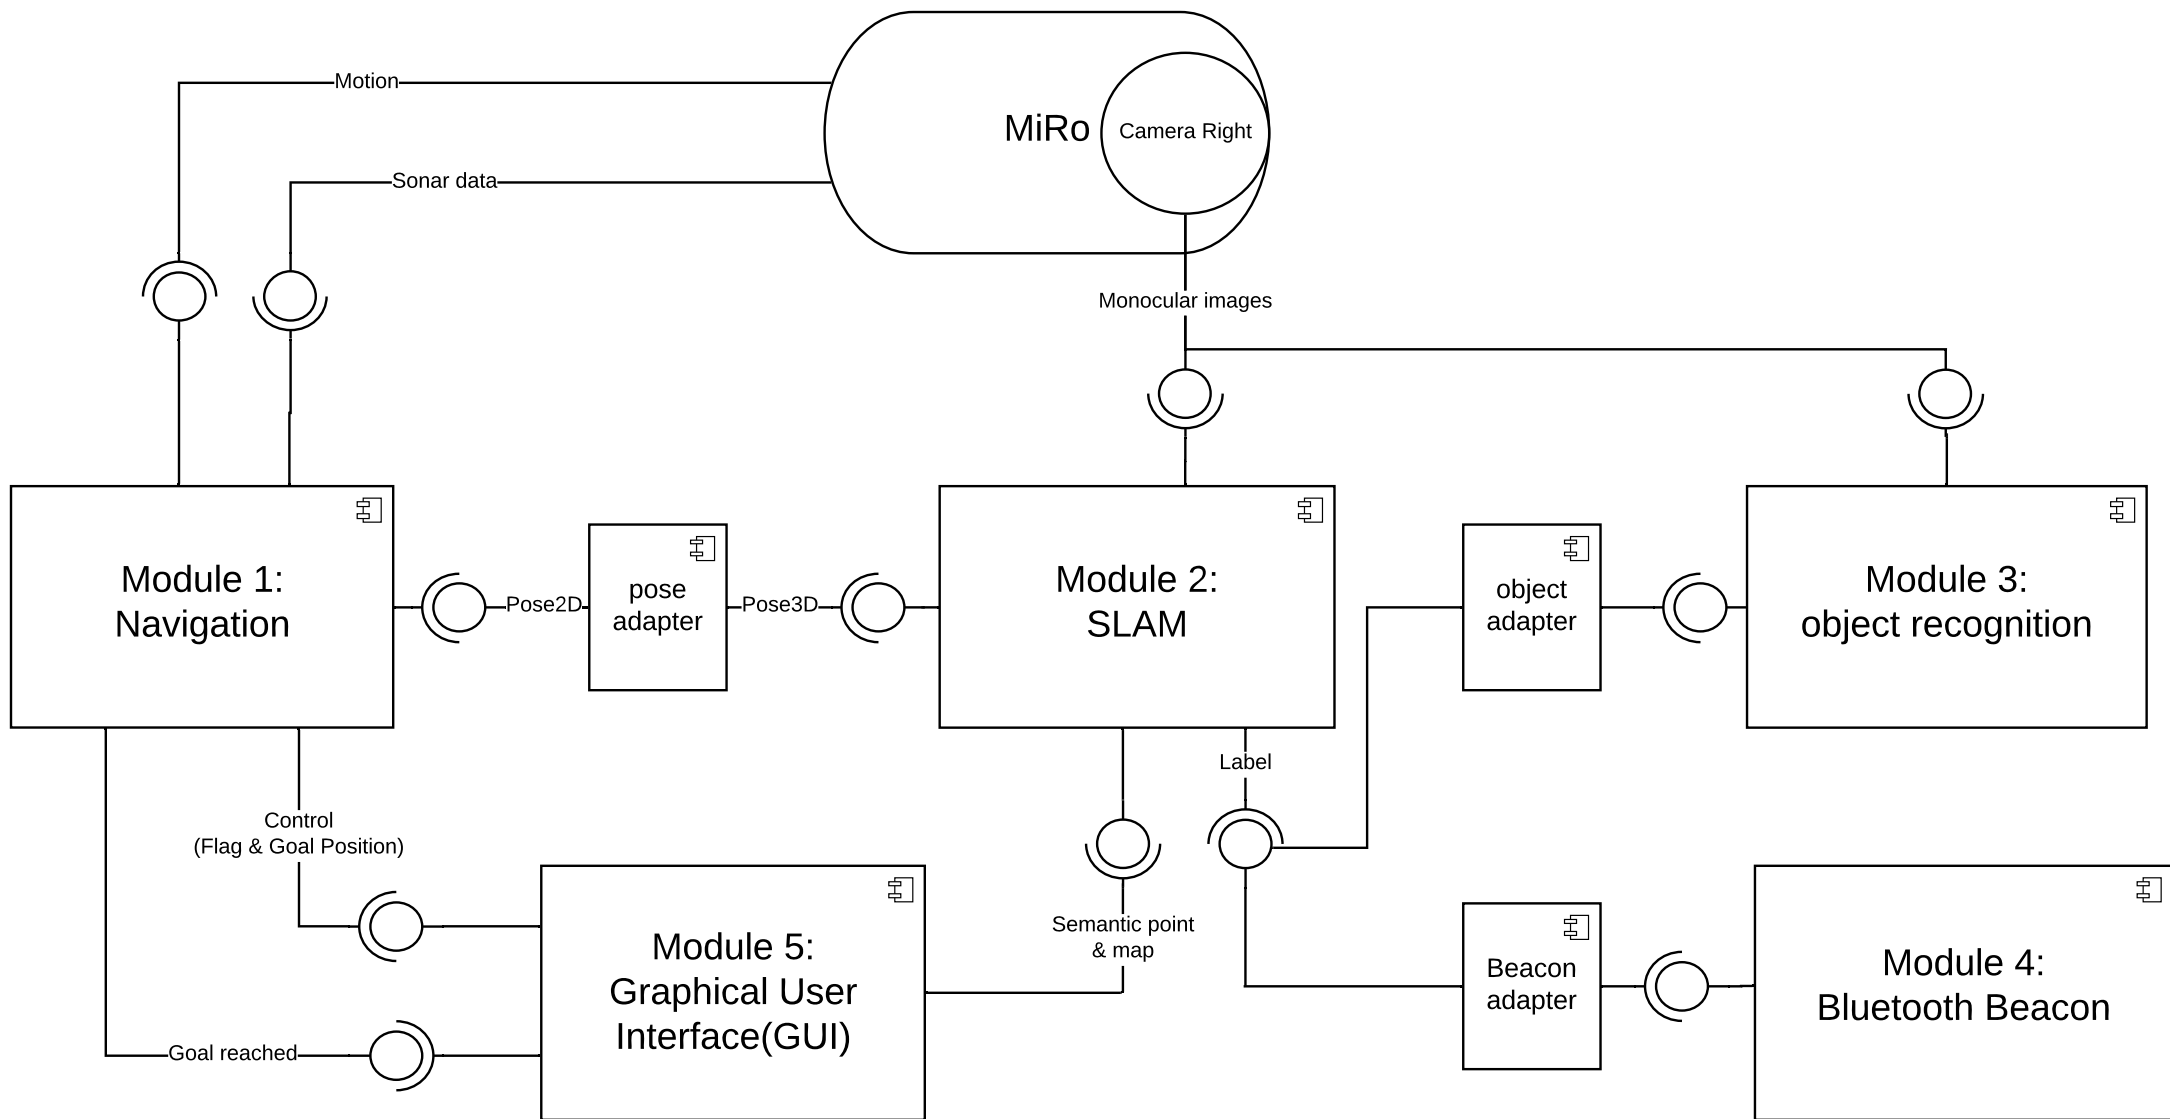 Motion
MiRo
Camera Right
Sonar data
Monocular images
Module 1:
Navigation
Pose2D
pose
adapter
Pose3D
Module 2:
SLAM
object
adapter
Module 3:
object recognition
Label
Control
(Flag & Goal Position)
Semantic point
& map
Module 5:
Graphical User
Interface(GUI)
Beacon
adapter
Module 4:
Bluetooth Beacon
Goal reached